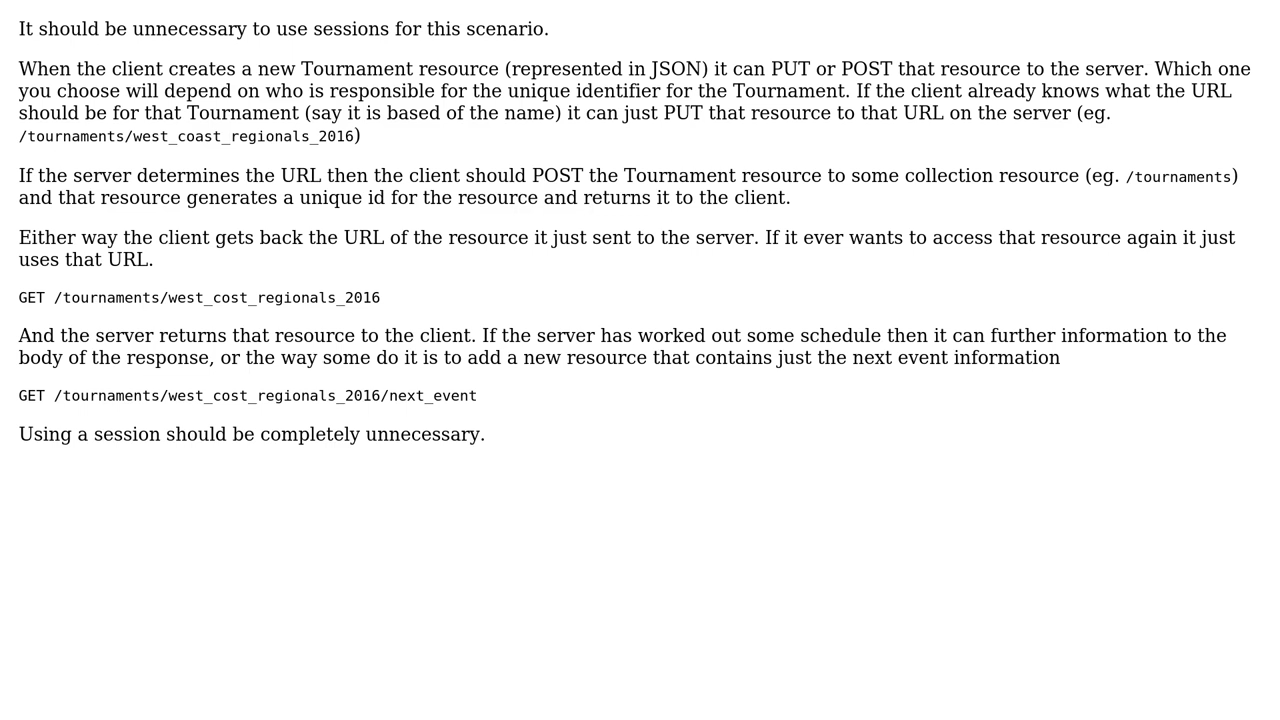 It should be unnecessary to use sessions for this scenario.
When the client creates a new Tournament resource (represented in JSON) it can PUT or POST that resource to the server. Which one
you choose will depend on who is responsible for the unique identifier for the Tournament. If the client already knows what the URL
should be for that Tournament (say it is based of the name) it can just PUT that resource to that URL on the server (eg.
/tournaments/west_coast_regionals_2016)
If the server determines the URL then the client should POST the Tournament resource to some collection resource (eg. /tournaments)
and that resource generates a unique id for the resource and returns it to the client.
Either way the client gets back the URL of the resource it just sent to the server. If it ever wants to access that resource again it just
uses that URL.
GET /tournaments/west_cost_regionals_2016
And the server returns that resource to the client. If the server has worked out some schedule then it can further information to the
body of the response, or the way some do it is to add a new resource that contains just the next event information
GET /tournaments/west_cost_regionals_2016/next_event
Using a session should be completely unnecessary.